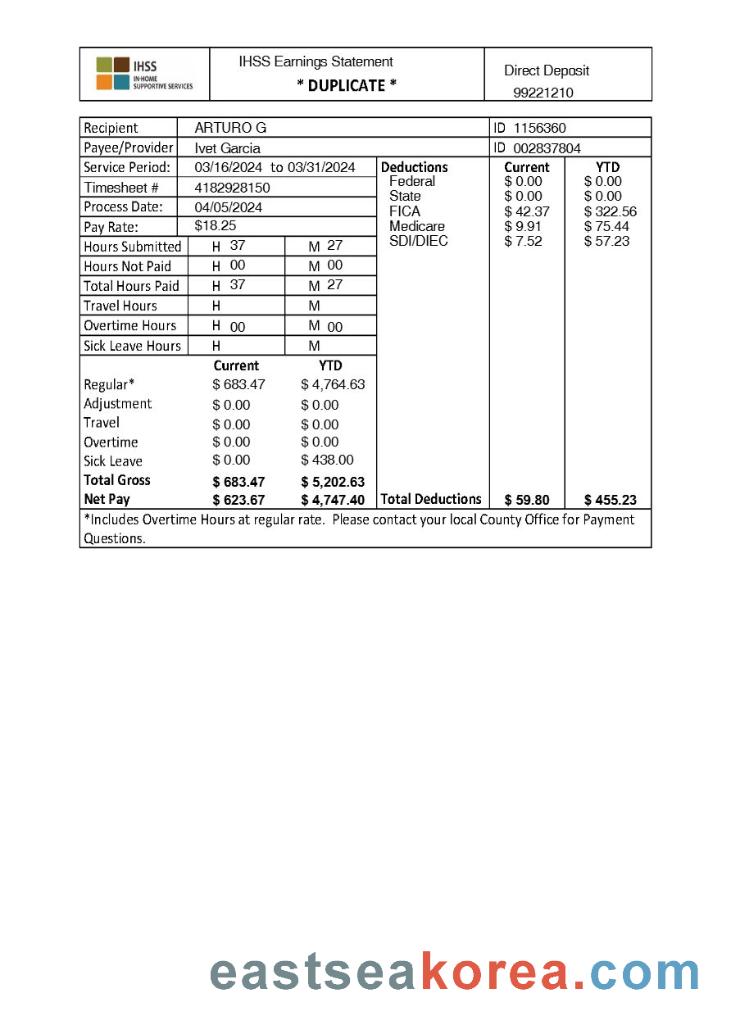 IHSS
IN-HOME
SUPPORTIVE SERVICES
IHSS Earnings Statement
* DUPLICATE *
Direct Deposit
99221210
Recipient ARTURO G ID 1156360
Payee/Provider Ivet Garcia ID 002837804
Service Period: 03/16/2024 to 03/31/2024 Deductions Current YTD
Federal $ 0.00 $ 0.00
State $ 0.00 $ 0.00
FICA $ 42.37 $ 322.56
Medicare $ 9.91 $ 75.44
SDI/DIEC $ 7.52 $ 57.23
Timesheet # 4182928150
Process Date: 04/05/2024
Pay Rate: $18.25
Hours Submitted H 37 M 27
Hours Not Paid H 00 M 00
Total Hours Paid H 37 M 27
Travel Hours H M
Overtime Hours H 00 M 00
Sick Leave Hours H M
Current YTD
Regular* $ 683.47 $ 4,764.63
Adjustment $ 0.00 $ 0.00
Travel $ 0.00 $ 0.00
Overtime $ 0.00 $ 0.00
Sick Leave $ 0.00 $ 438.00
Total Gross $ 683.47 $ 5,202.63
Net Pay $ 623.67 $ 4,747.40 Total Deductions $ 59.80 $ 455.23
*Includes Overtime Hours at regular rate. Please contact your local County Office for Payment
Questions.
eastseakorea.com